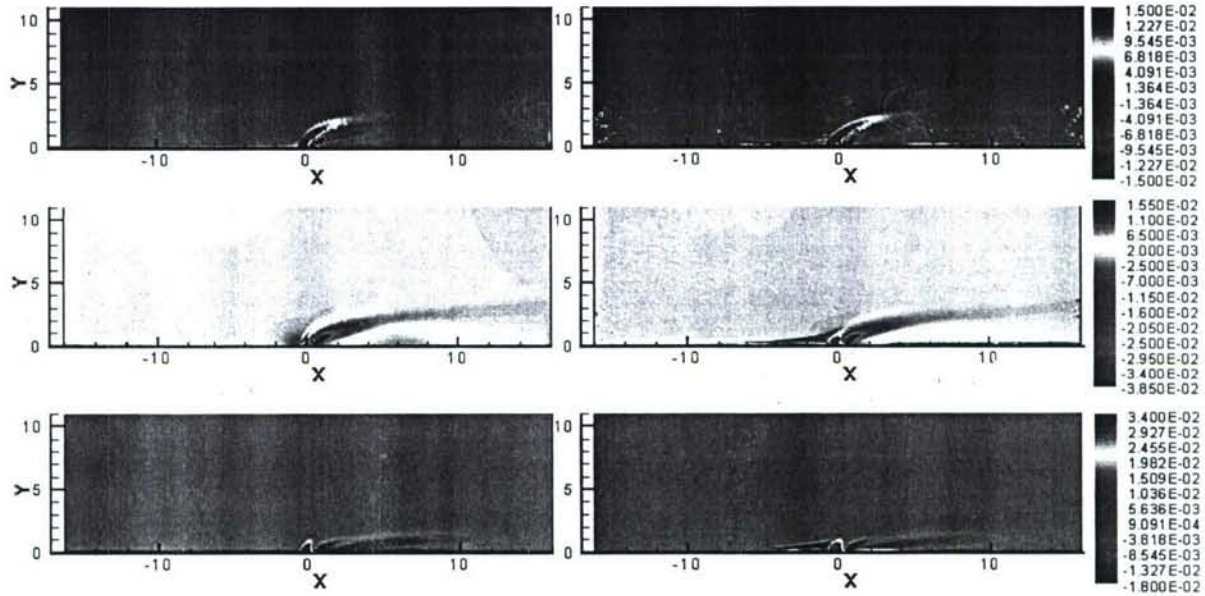 Y
10
5
0
-10
0
10
X
10
5
0
-10
0
10
X
1.500E-02
1.227E-02
9.545E-03
6.818E-03
4.091E-03
1.364E-03
-1.364E-03
-4.091E-03
-6.818E-03
-9.545E-03
-1.227E-02
-1.500E-02
Y
10
5
0
-10
0
10
X
10
5
0
-10
0
10
X
1.550E-02
1.100E-02
6.500E-03
2.000E-03
-2.500E-03
-7.000E-03
-1.150E-02
-1.600E-02
-2.050E-02
-2.500E-02
-2.950E-02
-3.400E-02
-3.850E-02
Y
10
5
0
-10
0
10
X
10
5
0
-10
0
10
X
3.400E-02
2.927E-02
2.455E-02
1.982E-02
1.509E-02
1.036E-02
5.636E-03
9.091E-04
-3.818E-03
-8.545E-03
-1.327E-02
-1.800E-02